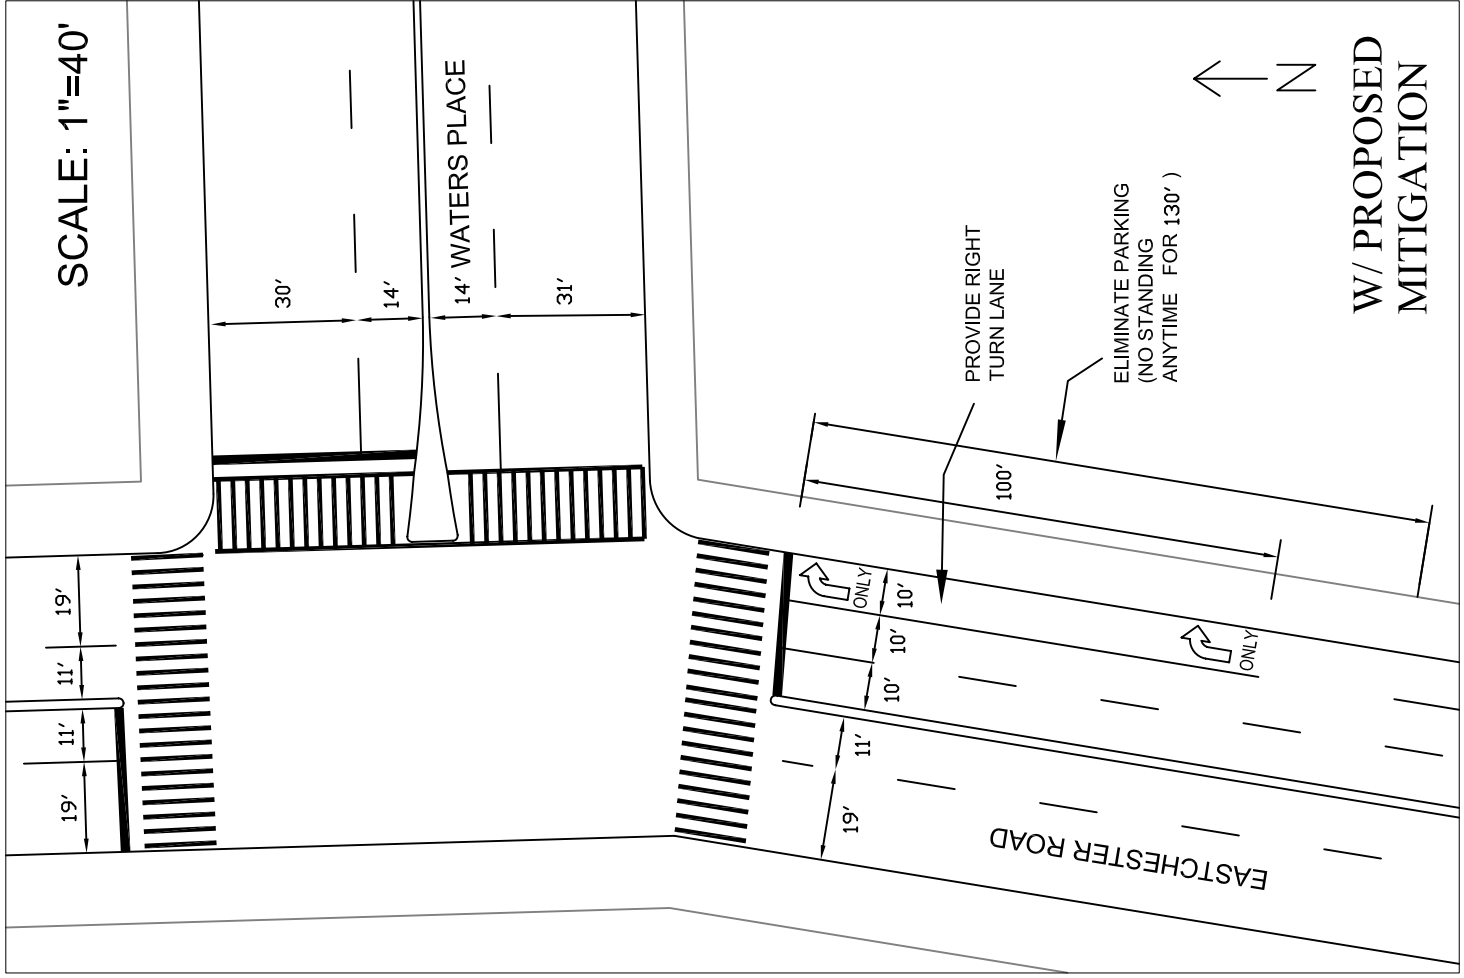 SCALE: 1"=40'
30'
14'
14' WATERS PLACE
31'
19'
11'
11'
19'
ONLY
10'
10'
10'
11'
19'
ONLY
100'
PROVIDE RIGHT
TURN LANE
ELIMINATE PARKING
(NO STANDING
ANYTIME FOR 130' )
EASTCHESTER ROAD
N
W/ PROPOSED
MITIGATION